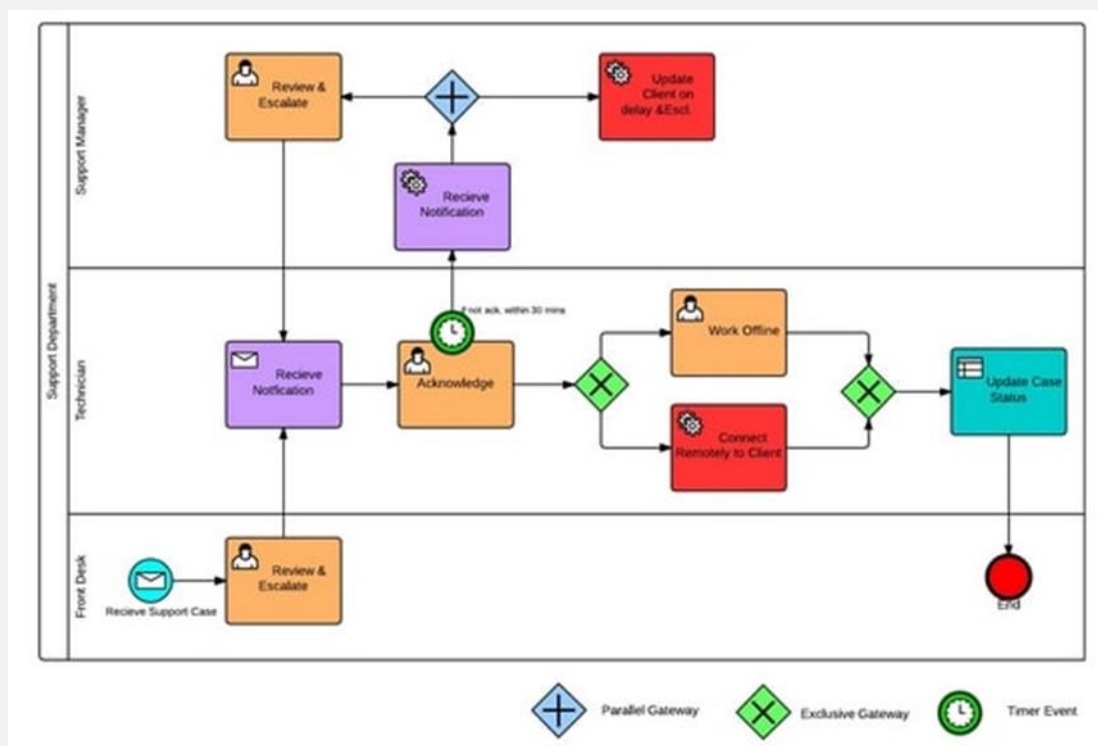 Support Department
Support Manager
Review &
Escalate
Update
Client on
delay &Escl.
Recieve
Notification
Technician
if not ack. within 30 mins
Recieve
Notfication
Acknowledge
Work Offline
Connect
Remotely to Client
Update Case
Status
Front Desk
Recieve Support Case
Review &
Escalate
End
Parallel Gateway
Exclusive Gateway
Timer Event